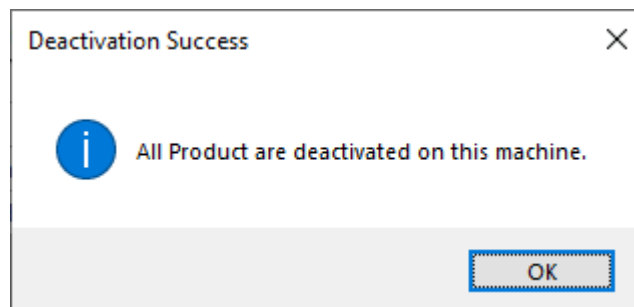 Deactivation Success
All Product are deactivated on this machine.
OK